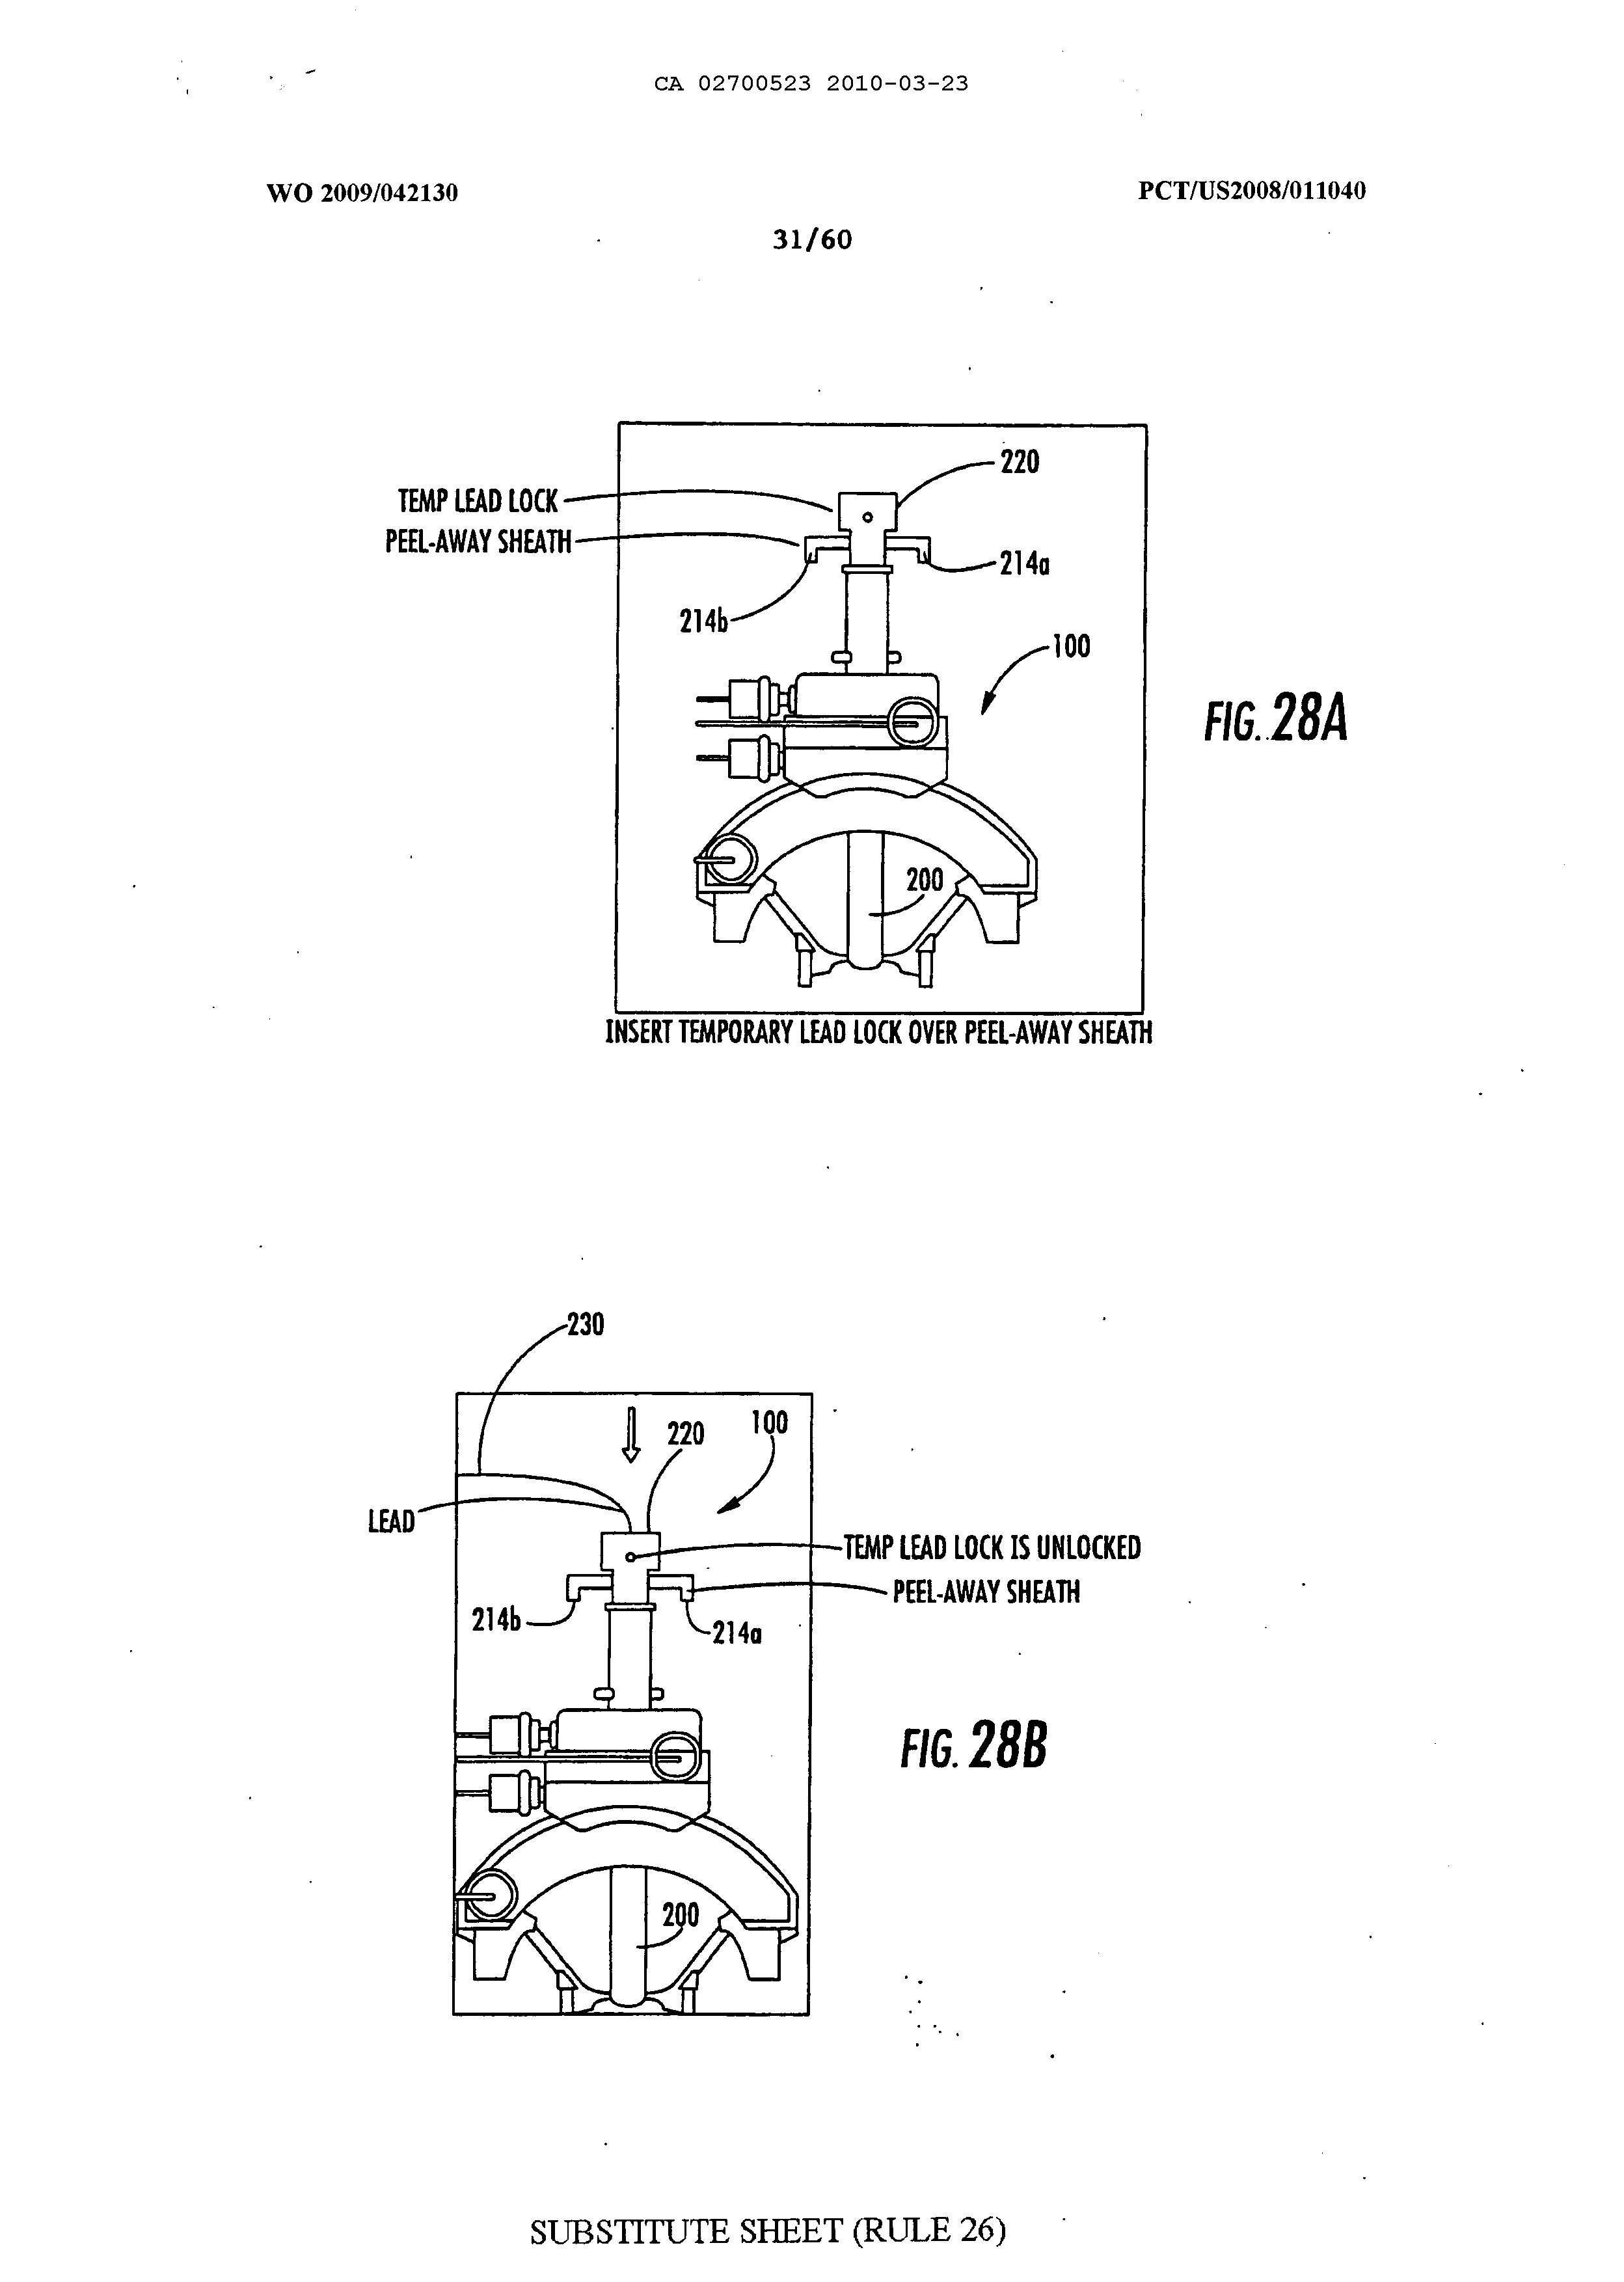 CA 02700523 2010-03-23
WO 2009/042130
PCT/US2008/011040
31/60
220
TEMP LEAD LOCK
PEEL-AWAY SHEATH
214a
214b
100
FIG. 28A
200
INSERT TEMPORARY LEAD LOCK OVER PEEL-AWAY SHEATH
230
100
220
LEAD
TEMP LEAD LOCK IS UNLOCKED
PEEL-AWAY SHEATH
214b
214a
FIG. 28B
200
SUBSTITUTE SHEET (RULE 26)